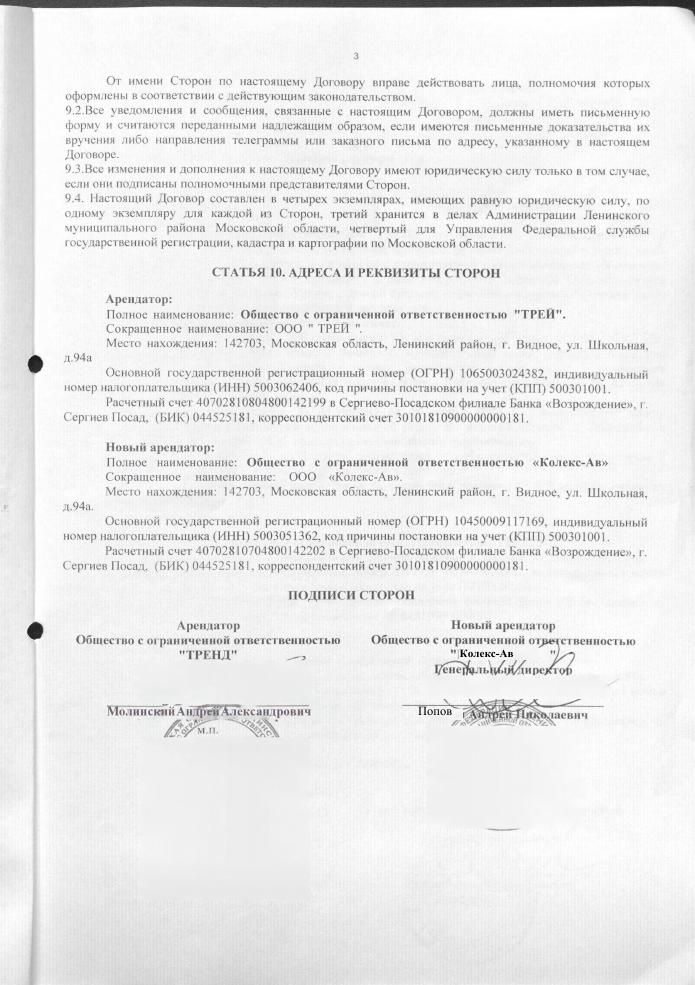 3
От имени Сторон по настоящему Договору вправе действовать лица, полномочия которых
оформлены в соответствии с действующим законодательством.
9.2.Все уведомления и сообщения, связанные с настоящим Договором, должны иметь письменную
форму и считаются переданными надлежащим образом, если имеются письменные доказательства их
вручения либо направления телеграммы или заказного письма по адресу, указанному в настоящем
Договоре.
9.3.Все изменения и дополнения к настоящему Договору имеют юридическую силу только в том случае,
если они подписаны полномочными представителями Сторон.
9.4. Настоящий Договор составлен в четырех экземплярах, имеющих равную юридическую силу, по
одному экземпляру для каждой из Сторон, третий хранится в делах Администрации Ленинского
муниципального района Московской области, четвертый для Управления Федеральной службы
государственной регистрации, кадастра и картографии по Московской области.
СТАТЬЯ 10. АДРЕСА И РЕКВИЗИТЫ СТОРОН
Арендатор:
Полное наименование: Общество с ограниченной ответственностью "ТРЕЙ".
Сокращенное наименование: ООО " ТРЕЙ ".
Место нахождения: 142703, Московская область, Ленинский район, г. Видное, ул. Школьная,
д.94а
Основной государственный регистрационный номер (ОГРН) 1065003024382, индивидуальный
номер налогоплательщика (ИНН) 5003062406, код причины постановки на учет (КПП) 500301001.
Расчетный счет 40702810804800142199 в Сергиево-Посадском филиале Банка «Возрождение», г.
Сергиев Посад, (БИК) 044525181, корреспондентский счет 30101810900000000181.
Новый арендатор:
Полное наименование: Общество с ограниченной ответственностью «Колекс-Ав»
Сокращенное наименование: ООО «Колекс-Ав».
Место нахождения: 142703, Московская область, Ленинский район, г. Видное, ул. Школьная,
д.94а.
Основной государственный регистрационный номер (ОГРН) 10450009117169, индивидуальный
номер налогоплательщика (ИНН) 5003051362, код причины постановки на учет (КПП) 500301001.
Расчетный счет 40702810704800142202 в Сергиево-Посадском филиале Банка «Возрождение», г.
Сергиев Посад, (БИК) 044525181, корреспондентский счет 30101810900000000181.
ПОДПИСИ СТОРОН
Арендатор
Общество с ограниченной ответственностью
"ТРЕНД"
Молинский Андрей Александрович
М.П.
Новый арендатор
Общество с ограниченной ответственностью
" Колекс-Ав "
Генеральный директор
Попов Андрей Николаевич